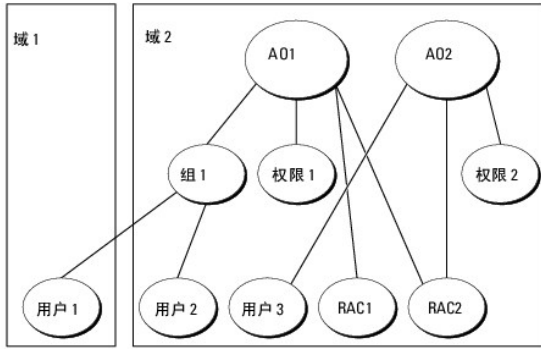 域 1
域 2
A01
A02
组 1
权限 1
权限 2
用户 1
用户 2
用户 3
RAC1
RAC2